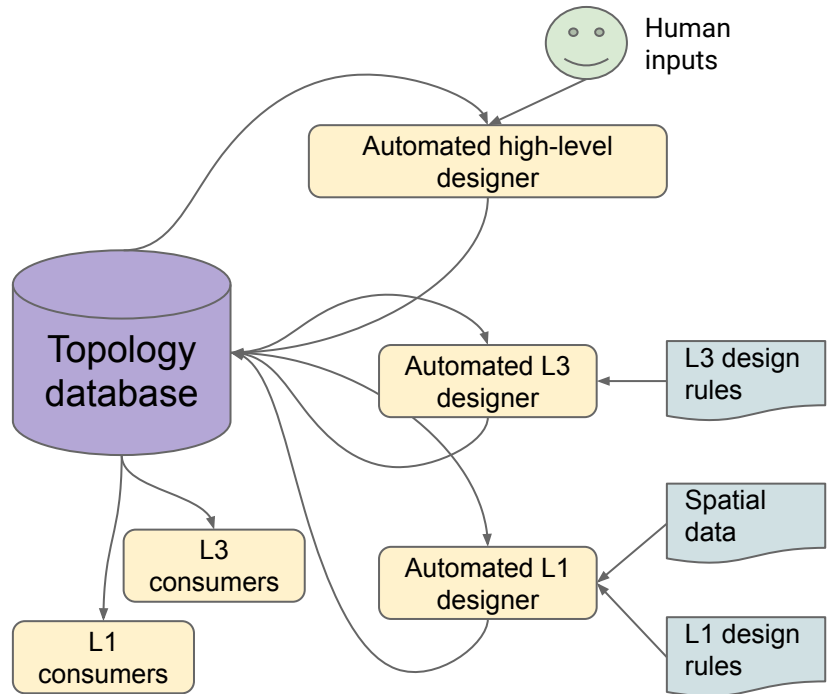 Human
inputs
Automated high-level
designer
Topology
database
Automated L3
designer
L3 design
rules
Spatial
data
L3
consumers
Automated L1
designer
L1
consumers
L1 design
rules